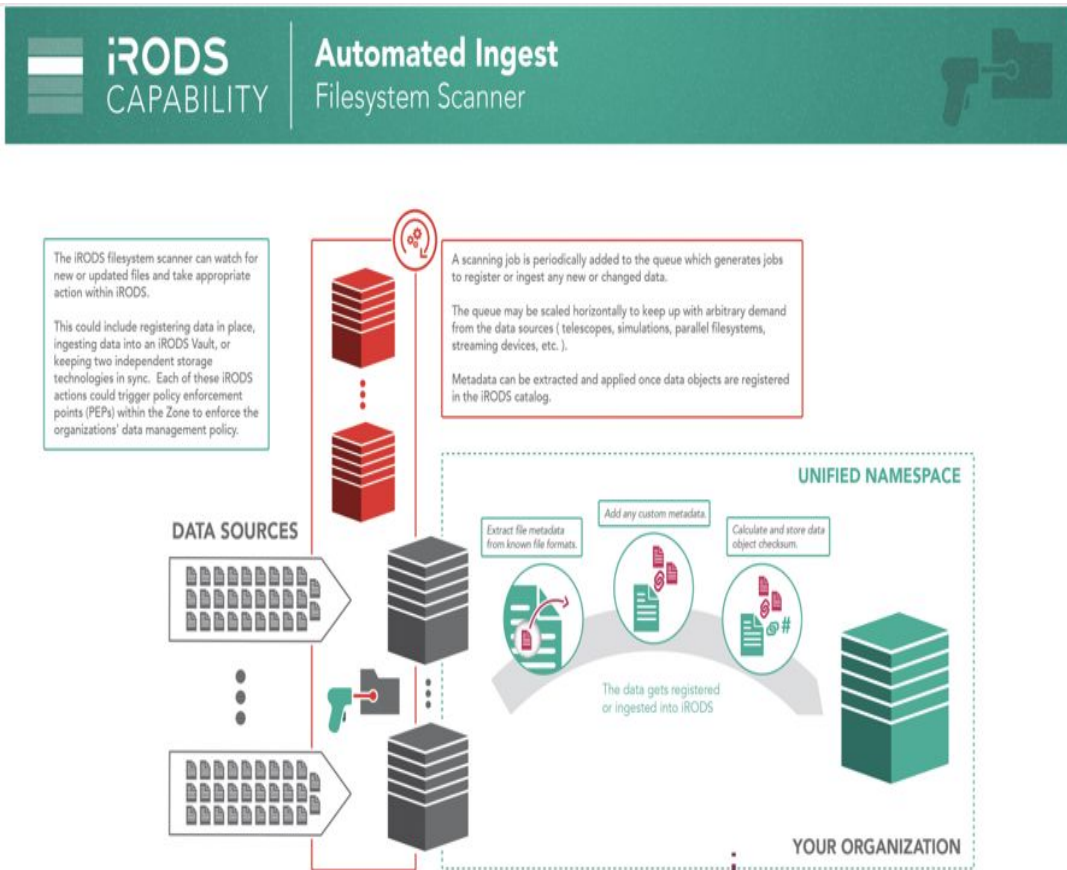 iRODS
CAPABILITY
Automated Ingest
Filesystem Scanner
The iRODS filesystem scanner can watch for
new or updated files and take appropriate
action within iRODS.
This could include registering data in place,
ingesting data into an iRODS Vault, or
keeping two independent storage
technologies in sync. Each of these iRODS
actions could trigger policy enforcement
points (PEPs) within the Zone to enforce the
organizations' data management policy.
A scanning job is periodically added to the queue which generates jobs
to register or ingest any new or changed data.
The queue may be scaled horizontally to keep up with arbitrary demand
from the data sources ( telescopes, simulations, parallel filesystems,
streaming devices, etc. ).
Metadata can be extracted and applied once data objects are registered
in the iRODS catalog.
UNIFIED NAMESPACE
DATA SOURCES
Extract file metadata
from known file formats.
Add any custom metadata.
Calculate and store data
object checksum.
#
The data gets registered
or ingested into iRODS
YOUR ORGANIZATION